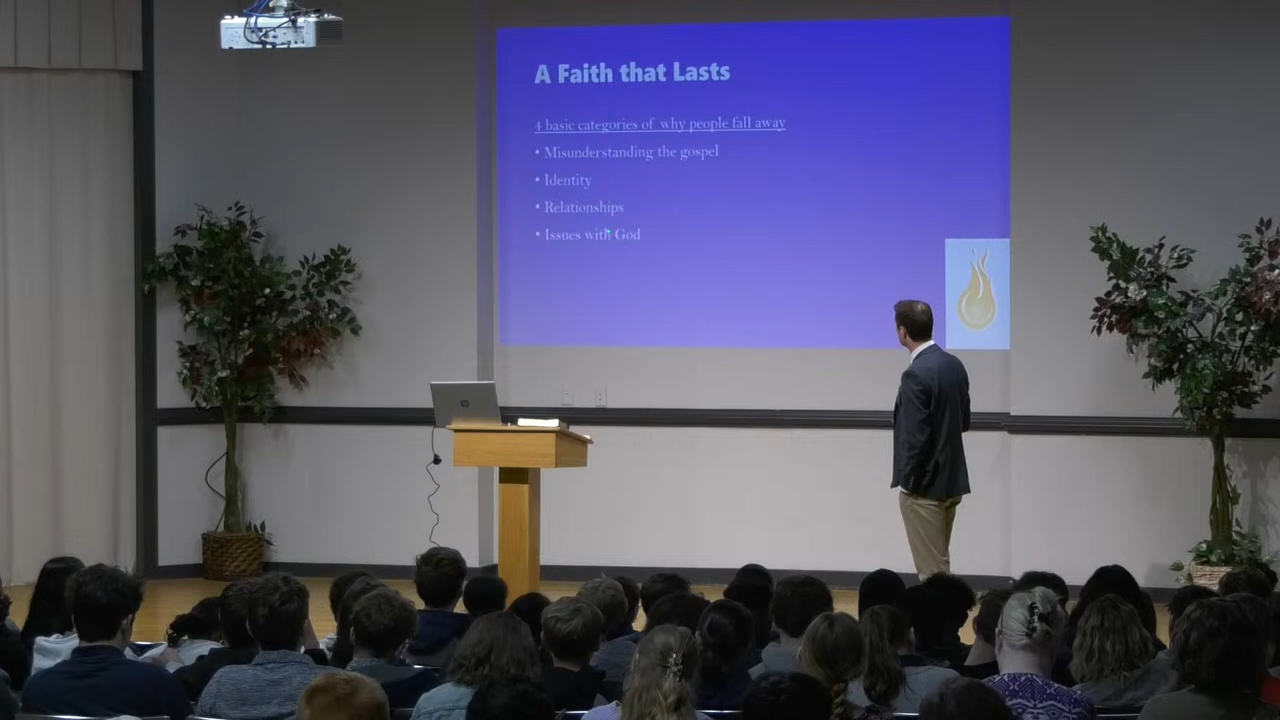 A Faith that Lasts
4 basic categories of why people fall away
• Misunderstanding the gospel
• Identity
• Relationships
• Issues with God
hp